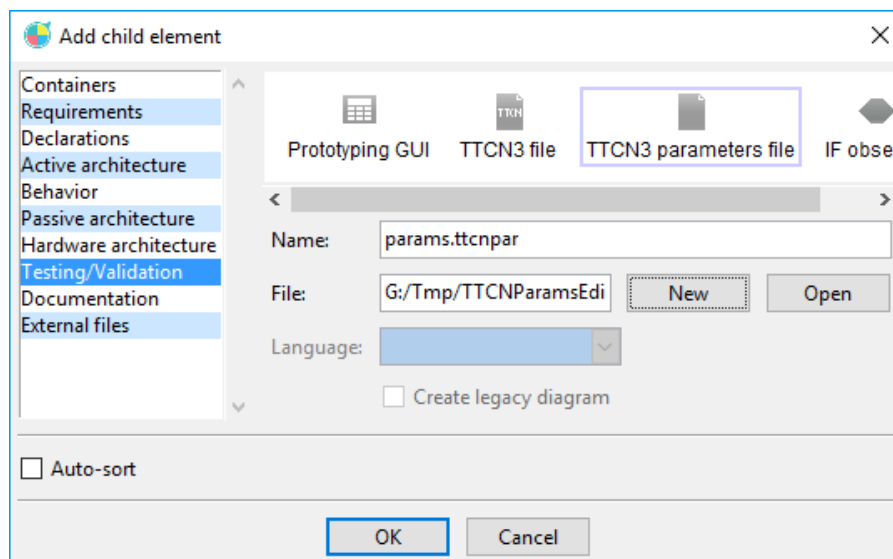 Add child element
Containers
Requirements
Declarations
Active architecture
Behavior
Passive architecture
Hardware architecture
Testing/Validation
Documentation
External files
Prototyping GUI
TTCN
TTCN3 file
TTCN3 parameters file
IF obse
Name:
params.ttcnpar
File:
G:/Tmp/TTCNParamsEdi
New
Open
Language:
Create legacy diagram
Auto-sort
OK
Cancel